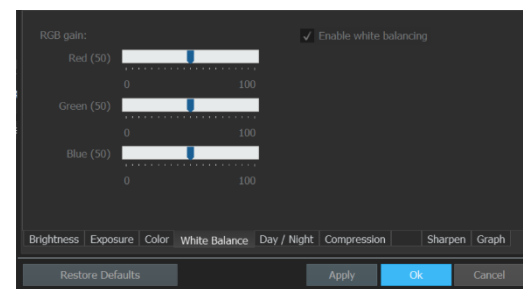 RGB gain:
✓ Enable white balancing
Red (50)
0 100
Green (50)
0 100
Blue (50)
0 100
Brightness Exposure Color White Balance Day / Night Compression Sharpen Graph
Restore Defaults Apply Ok Cancel